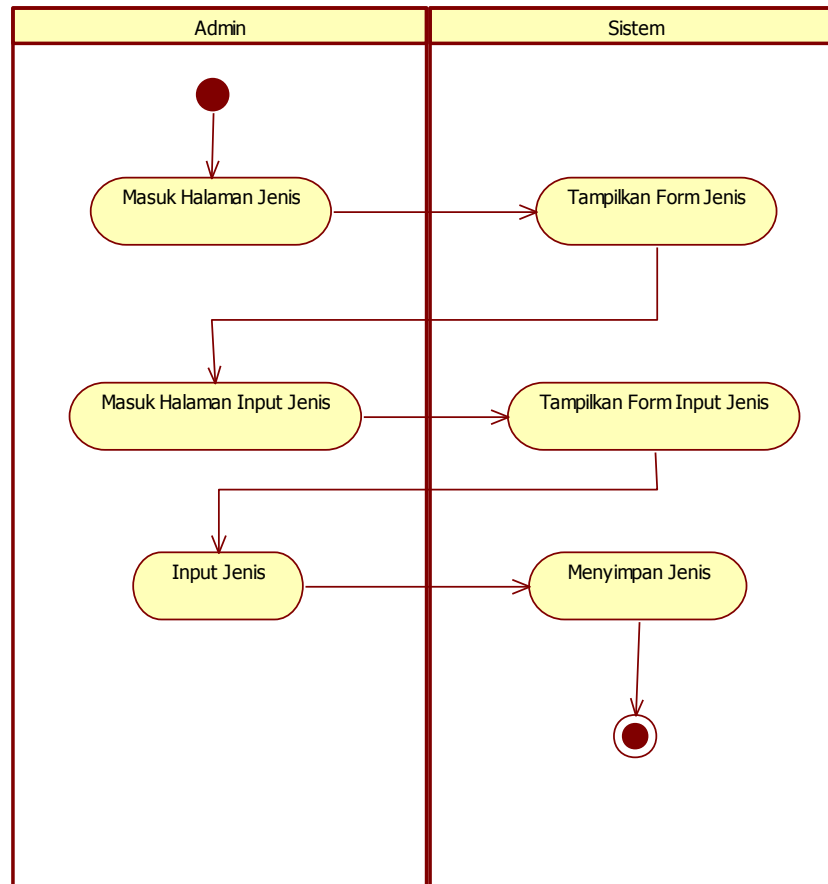 Admin
Sistem
Masuk Halaman Jenis
Tampilkan Form Jenis
Masuk Halaman Input Jenis
Tampilkan Form Input Jenis
Input Jenis
Menyimpan Jenis